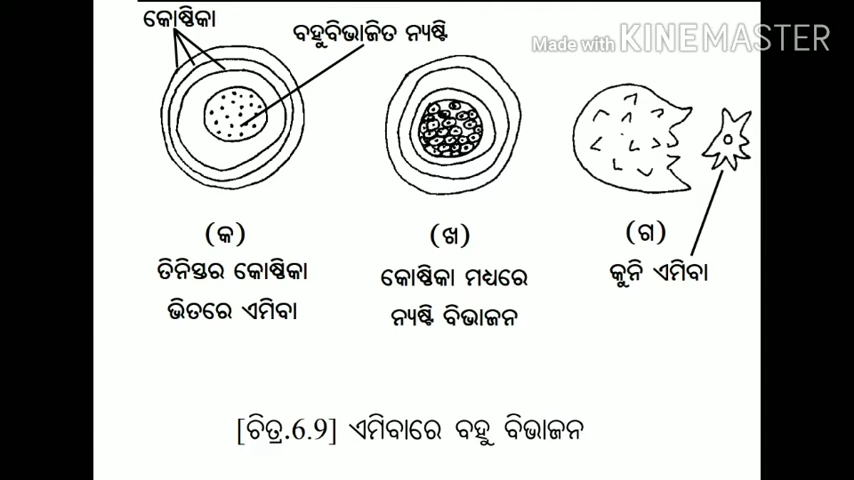 କୋଷ୍ଠିକା
ବହୁବିଭାଜିତ ନ୍ୟଷ୍ଟି
Made with KINEMASTER
(କ)
ତିନିସ୍ତର କୋଷ୍ଠିକା
ଭିତରେ ଏମିବା
(ଖ)
କୋଷ୍ଠିକା ମଧ୍ୟରେ
ନ୍ୟଷ୍ଟି ବିଭାଜନ
(ଗ)
କୁନି ଏମିବା
[ଚିତ୍ର.6.9] ଏମିବାରେ ବହୁ ବିଭାଜନ